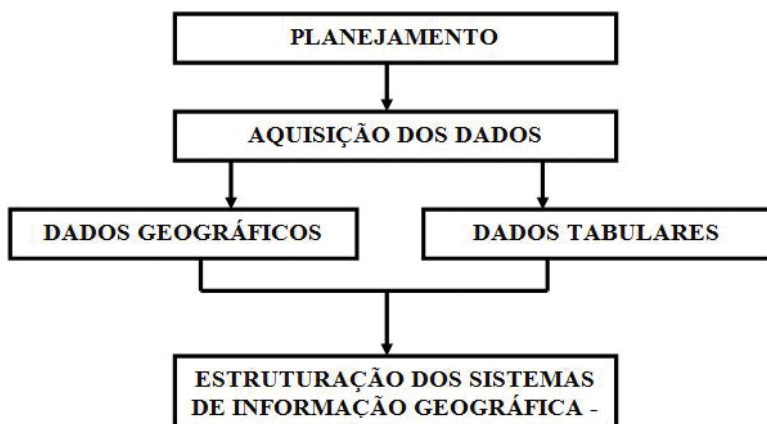 PLANEJAMENTO
AQUISIÇÃO DOS DADOS
DADOS GEOGRÁFICOS
DADOS TABULARES
ESTRUTURAÇÃO DOS SISTEMAS
DE INFORMAÇÃO GEOGRÁFICA -